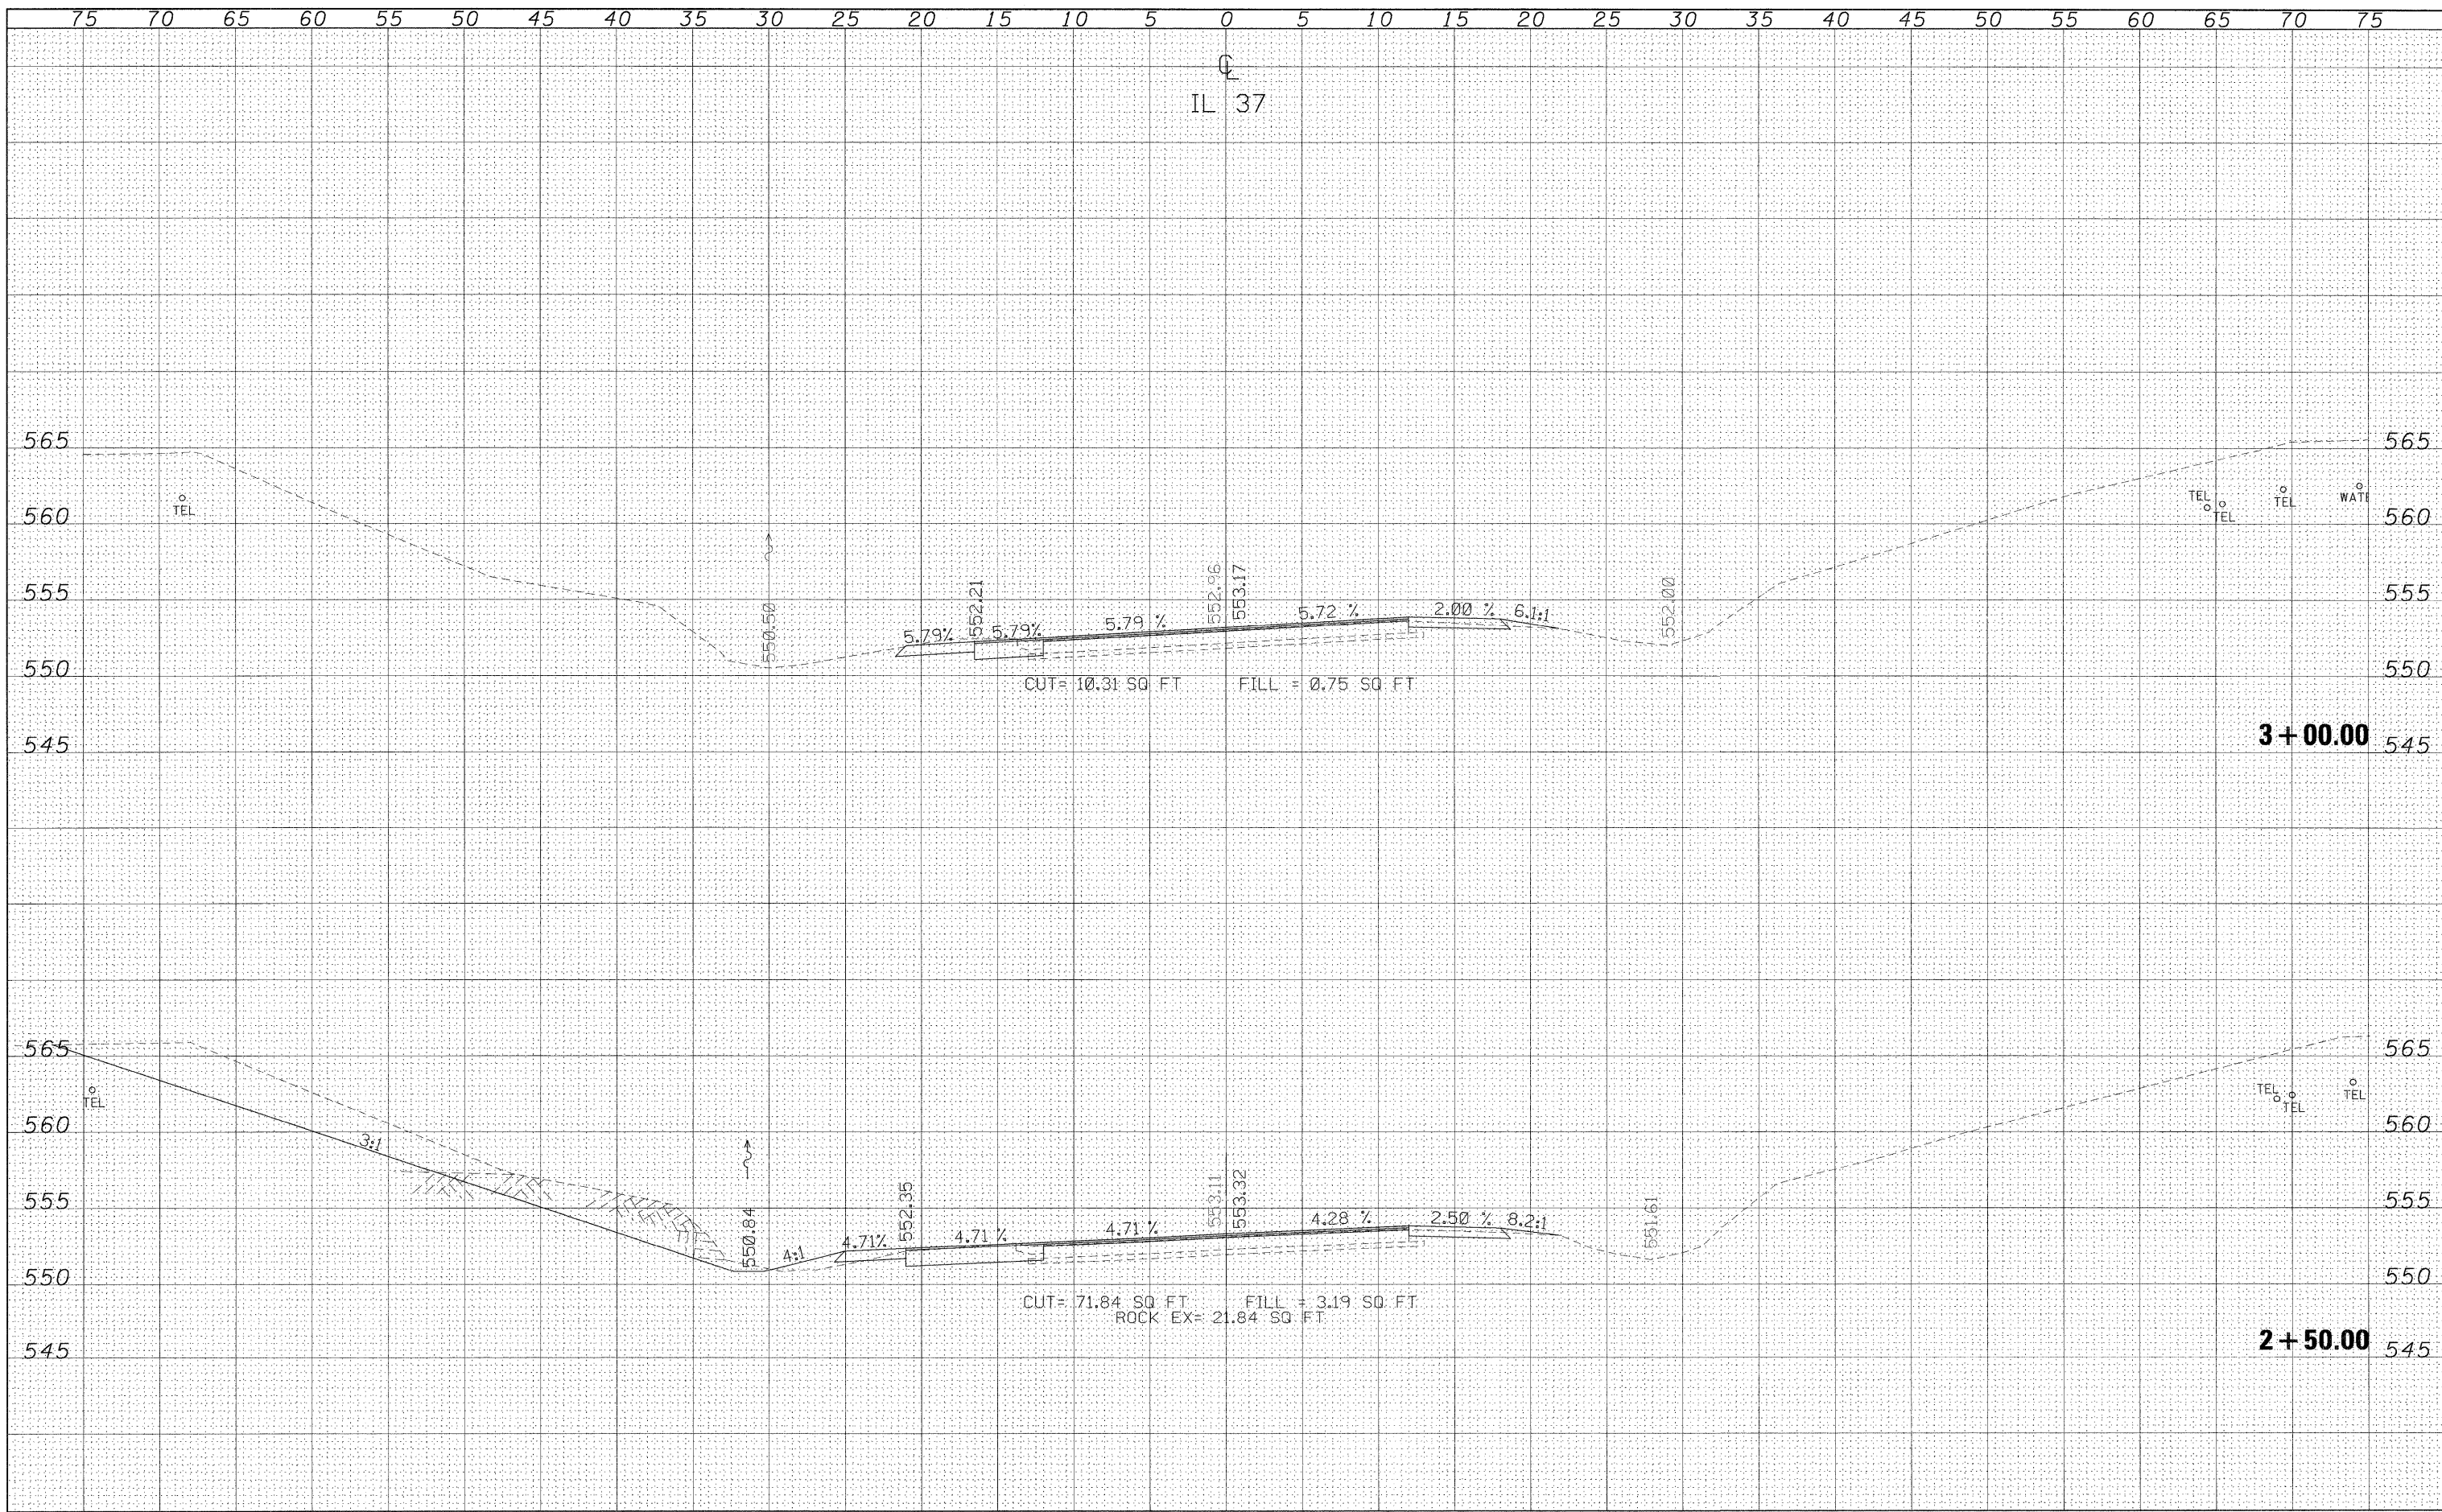 75 70 65 60 55 50 45 40 35 30 25 20 15 10 5 0 5 10 15 20 25 30 35 40 45 50 55 60 65 70 75
℄
IL 37
565 565
TEL TEL TEL TEL WATE
560 560
555 555
550.50 5.79% 552.21 5.79% 5.79 % 552.96 553.17 5.72 % 2.00 % 6.1:1 552.00
550 550
CUT= 10.31 SQ FT FILL = 0.75 SQ FT
3+00.00
545 545
565 565
TEL TEL TEL TEL
560 560
3:1
555 555
550.84 4:1 4.71% 552.35 4.71 % 4.71 % 553.11 553.32 4.28 % 2.50 % 8.2:1 551.61
550 550
CUT= 71.84 SQ FT FILL = 3.19 SQ FT
ROCK EX= 21.84 SQ FT
2+50.00
545 545